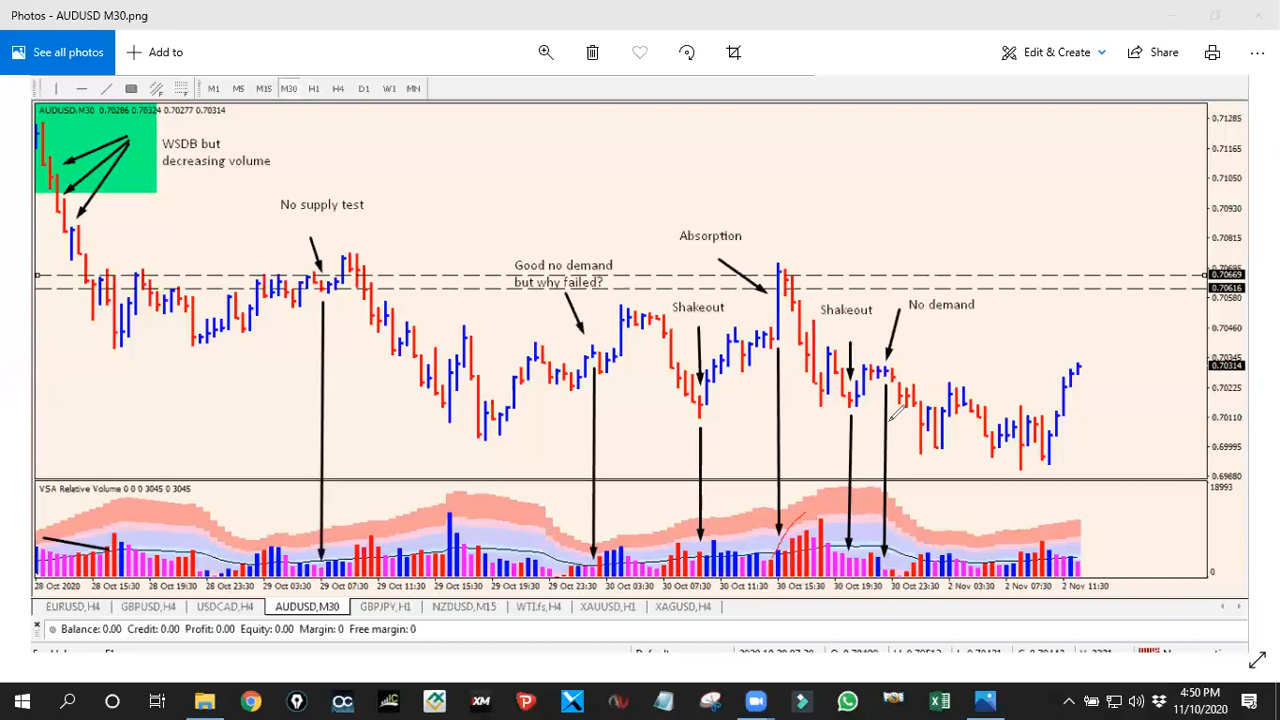 Photos - AUDUSD M30.png
See all photos
Add to
Edit & Create
Share
M1 M5 M15 M30 H1 H4 D1 W1 MN
AUDUSD.M30 0.70286 0.70324 0.70277 0.70314
WSDB but
decreasing volume
No supply test
Good no demand
but why failed?
Shakeout
Absorption
Shakeout
No demand
0.71285
0.71165
0.71050
0.70930
0.70815
0.70669
0.70616
0.70580
0.70460
0.70345
0.70314
0.70225
0.70110
0.69995
0.69880
VSA Relative Volume 0 0 0 3045 0 3045
18993
0
28 Oct 2020 28 Oct 15:30 28 Oct 19:30 28 Oct 23:30 29 Oct 03:30 29 Oct 07:30 29 Oct 11:30 29 Oct 15:30 29 Oct 19:30 29 Oct 23:30 30 Oct 03:30 30 Oct 07:30 30 Oct 11:30 30 Oct 15:30 30 Oct 19:30 30 Oct 23:30 2 Nov 03:30 2 Nov 07:30 2 Nov 11:30
EURUSD,H4 GBPUSD,H4 USDCAD,H4 AUDUSD,M30 GBPJPY,H1 NZDUSD,M15 WTI.fs,H4 XAUUSD,H1 XAGUSD,H4
Balance: 0.00 Credit: 0.00 Profit: 0.00 Equity: 0.00 Margin: 0 Free margin: 0
XM
4:50 PM
11/10/2020